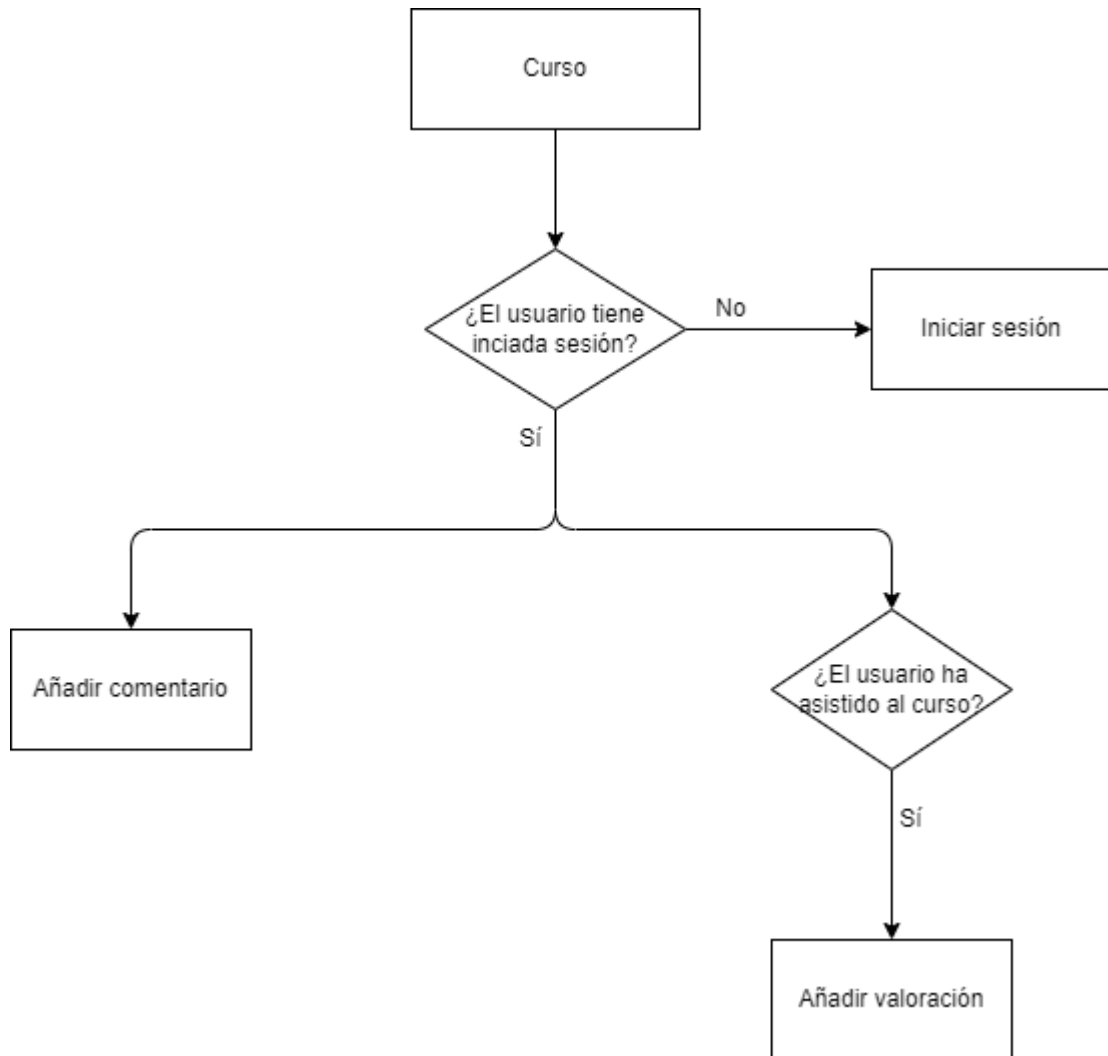 Curso
¿El usuario tiene
inciada sesión?
No
Iniciar sesión
Sí
Añadir comentario
¿El usuario ha
asistido al curso?
Sí
Añadir valoración